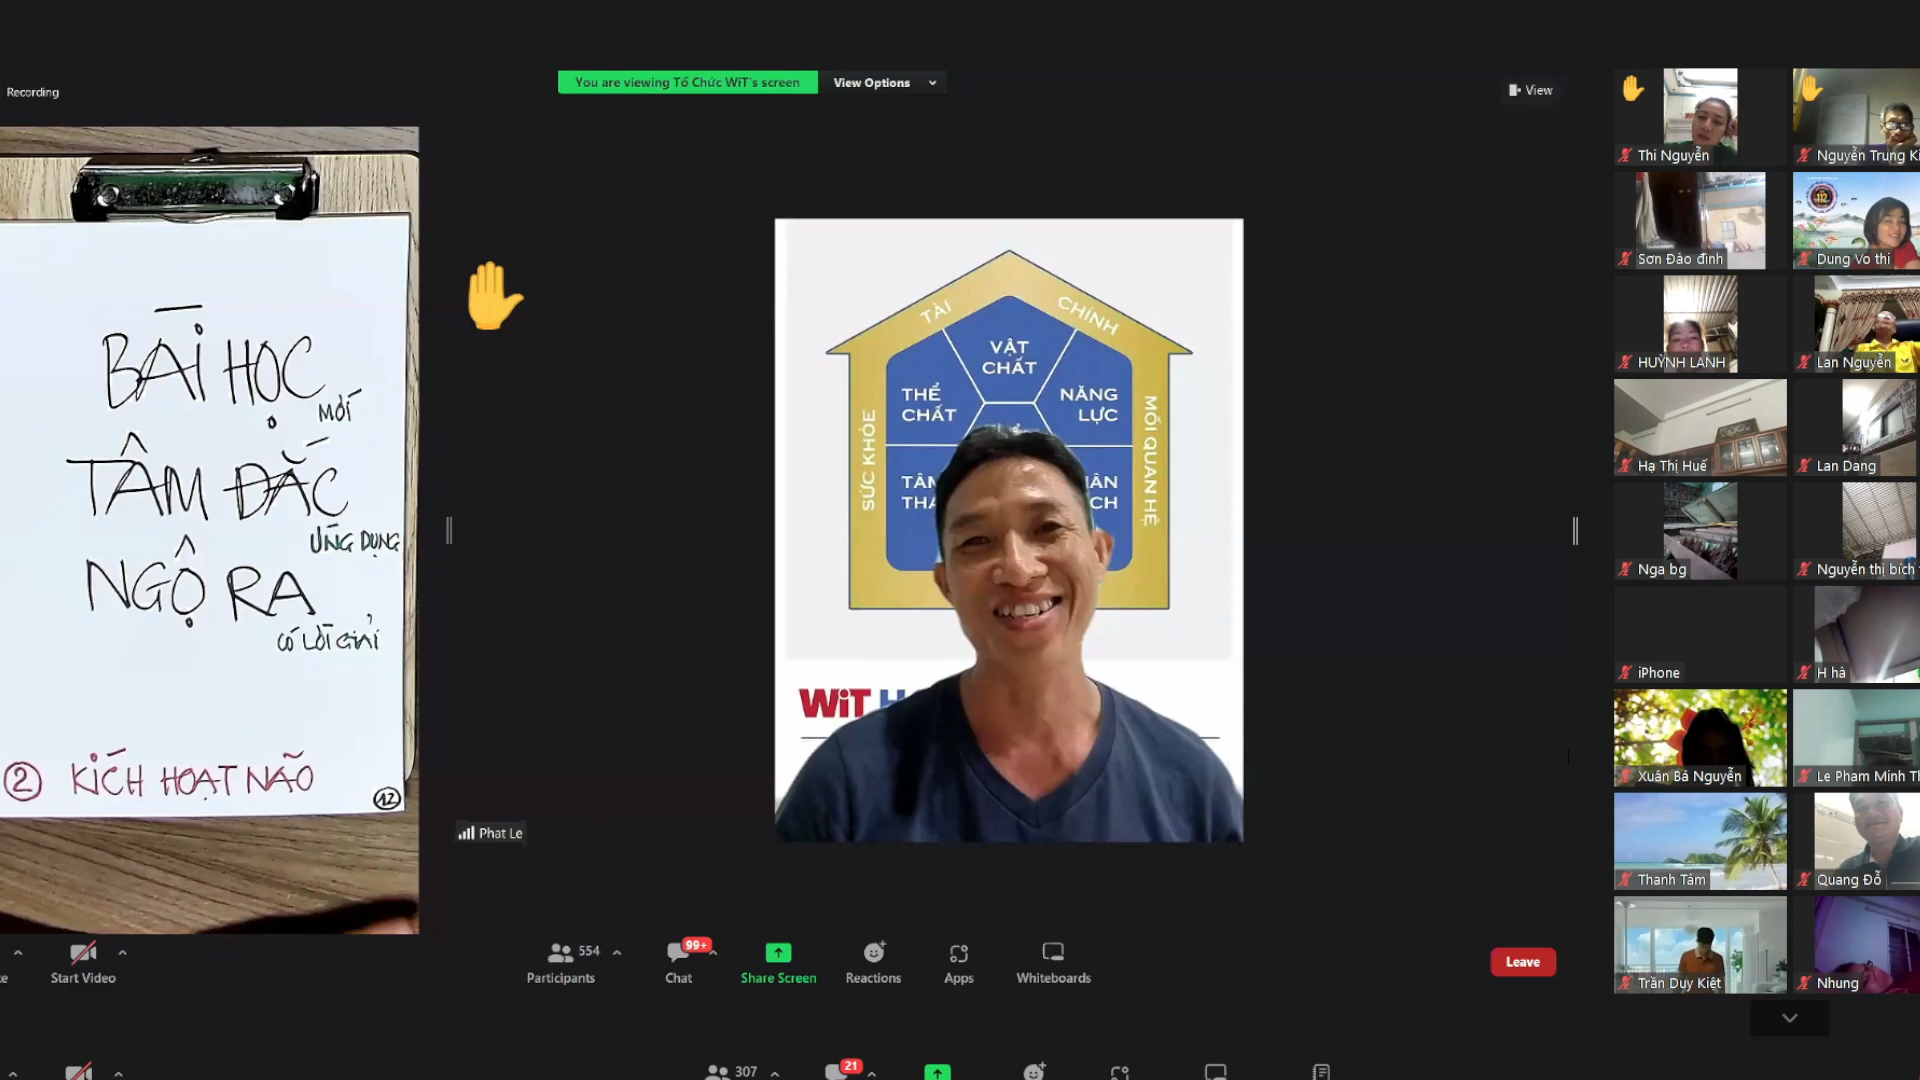 Recording
You are viewing Tổ Chức WiT's screen
View Options
View
BÀI HỌC
MỚI
TÂM ĐẮC
ỨNG DỤNG
NGỘ RA
CÓ LỜI GIẢI
2 KÍCH HOẠT NÃO
12
TÀI CHÍNH
SỨC KHỎE
MỐI QUAN HỆ
VẬT
CHẤT
THỂ
CHẤT
NĂNG
LỰC
WiT
Phat Le
Thi Nguyễn
Nguyễn Trung Ki
Sơn Đào đình
Dung Vo thi
HUỲNH LANH
Lan Nguyễn
Hạ Thị Huế
Lan Dang
Nga bg
Nguyễn thị bích
iPhone
H hà
Xuân Bá Nguyễn
Le Pham Minh Th
Thanh Tâm
Quang Đỗ
Trần Duy Kiệt
Nhung
Start Video
554
Participants
99+
Chat
Share Screen
Reactions
Apps
Whiteboards
Leave
307
21